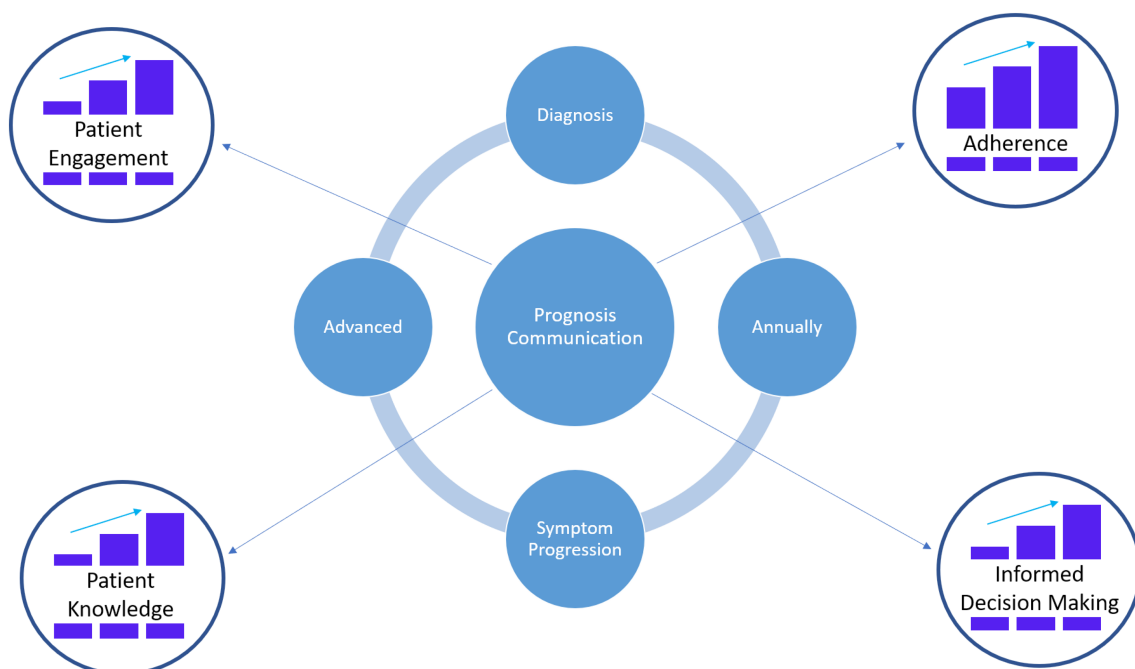 Patient
Engagement
Diagnosis
Adherence
Advanced
Prognosis
Communication
Annually
Patient
Knowledge
Symptom
Progression
Informed
Decision Making